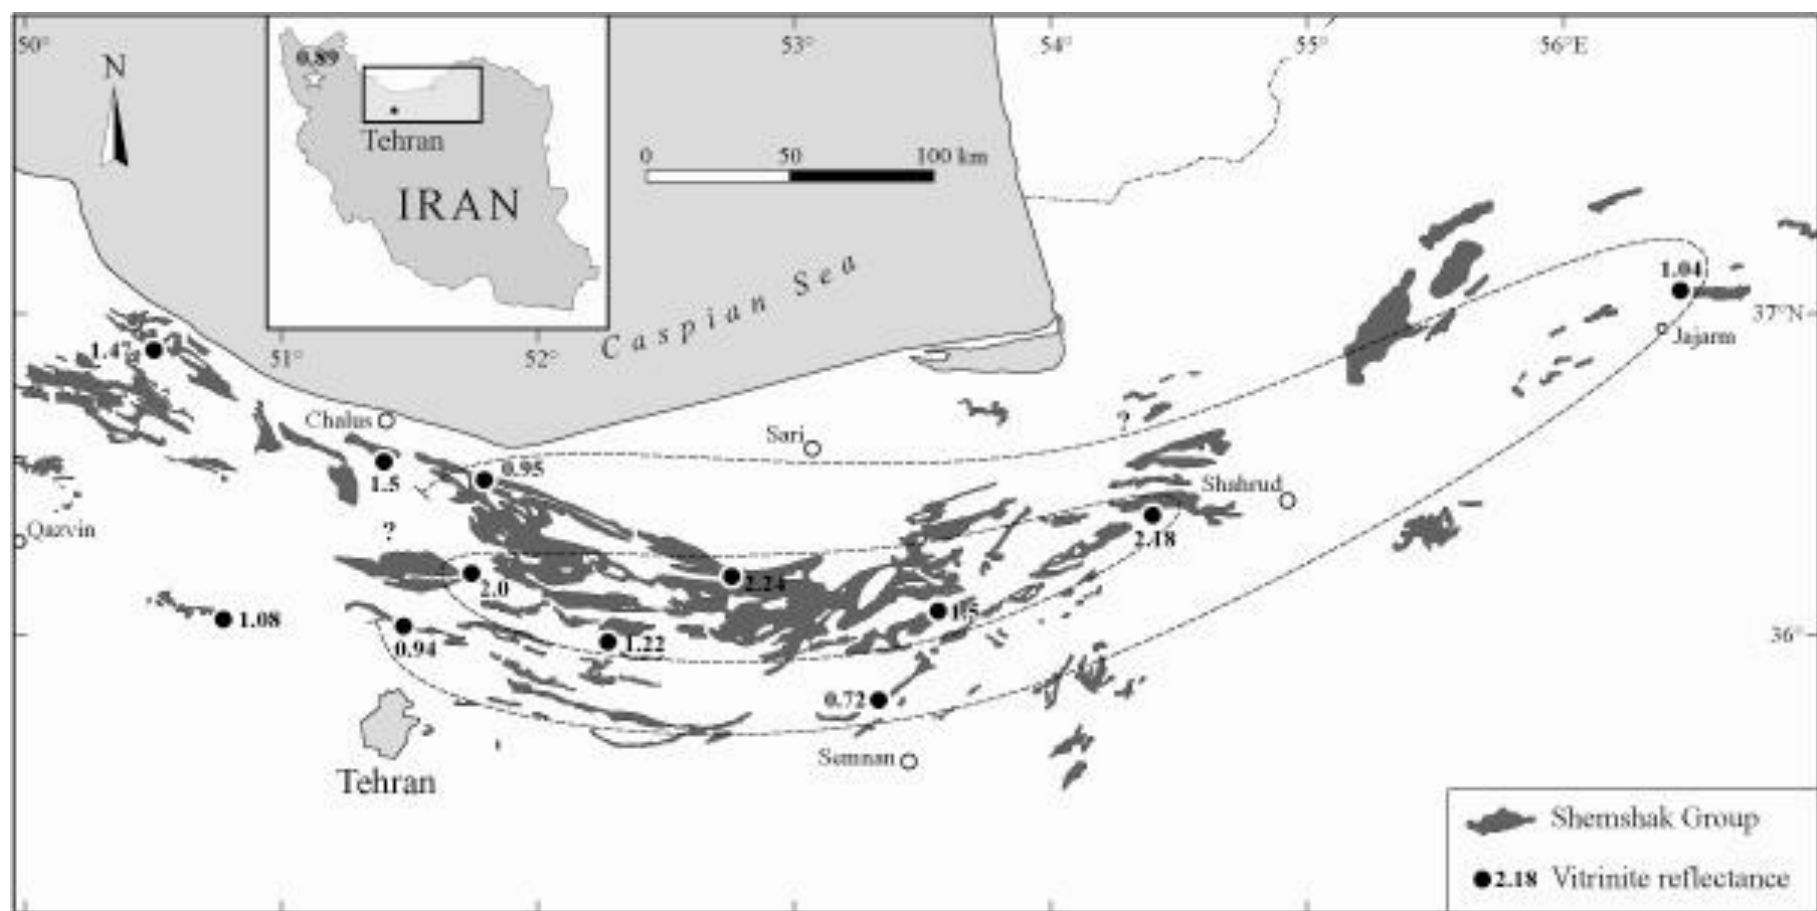 50°
53°
54°
55°
56°E
N
0.89
Tehran
IRAN
0
50
100 km
51°
52°
Caspian Sea
1.04
37°N
Jajarm
1.47
Chalus
?
Sari
0.95
1.5
Shahrud
Qazvin
?
2.18
2.0
2.24
1.5
1.08
0.94
1.22
36°
0.72
Semnan
Tehran
Shemshak Group
2.18 Vitrinite reflectance